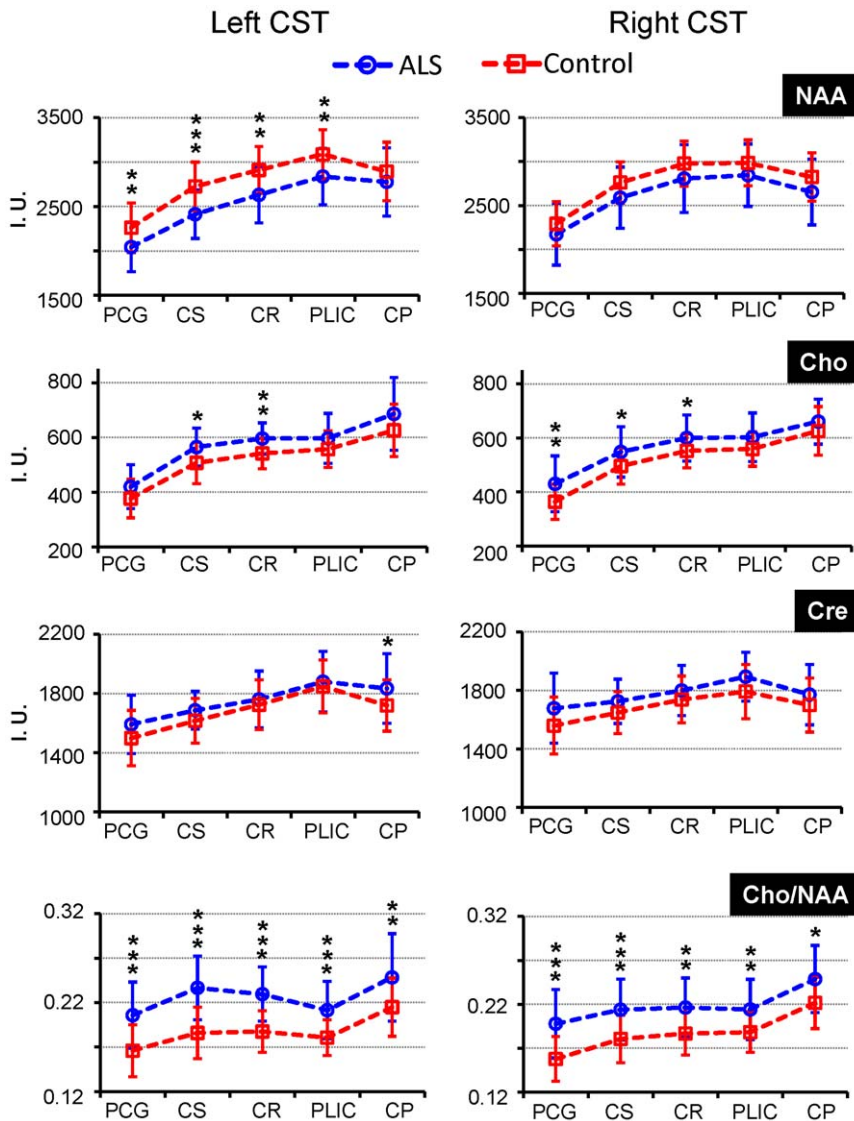 Left CST Right CST
ALS Control
NAA
3500 ** *** ** ** 3500
I. U.
2500 2500
1500 1500
PCG CS CR PLIC CP PCG CS CR PLIC CP
Cho
800 * ** 800 ** * *
I. U.
600 600
400 400
200 200
PCG CS CR PLIC CP PCG CS CR PLIC CP
Cre
2200 * 2200
I. U.
1800 1800
1400 1400
1000 1000
PCG CS CR PLIC CP PCG CS CR PLIC CP
Cho/NAA
0.32 *** *** *** *** ** 0.32 *** *** ** ** *
0.22 0.22
0.12 0.12
PCG CS CR PLIC CP PCG CS CR PLIC CP